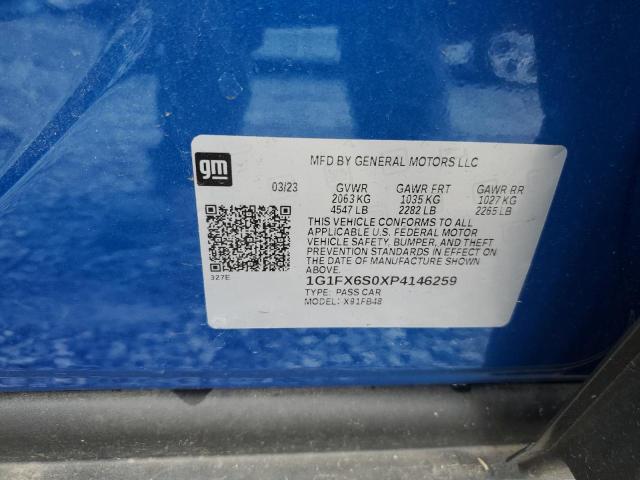 gm
MFD BY GENERAL MOTORS LLC
03/23 GVWR GAWR FRT GAWR RR
2063 KG 1035 KG 1027 KG
4547 LB 2282 LB 2265 LB
THIS VEHICLE CONFORMS TO ALL
APPLICABLE U.S. FEDERAL MOTOR
VEHICLE SAFETY, BUMPER, AND THEFT
PREVENTION STANDARDS IN EFFECT ON
THE DATE OF MANUFACTURE SHOWN
ABOVE.
327E
1G1FX6S0XP4146259
TYPE: PASS CAR
MODEL: X91FB48